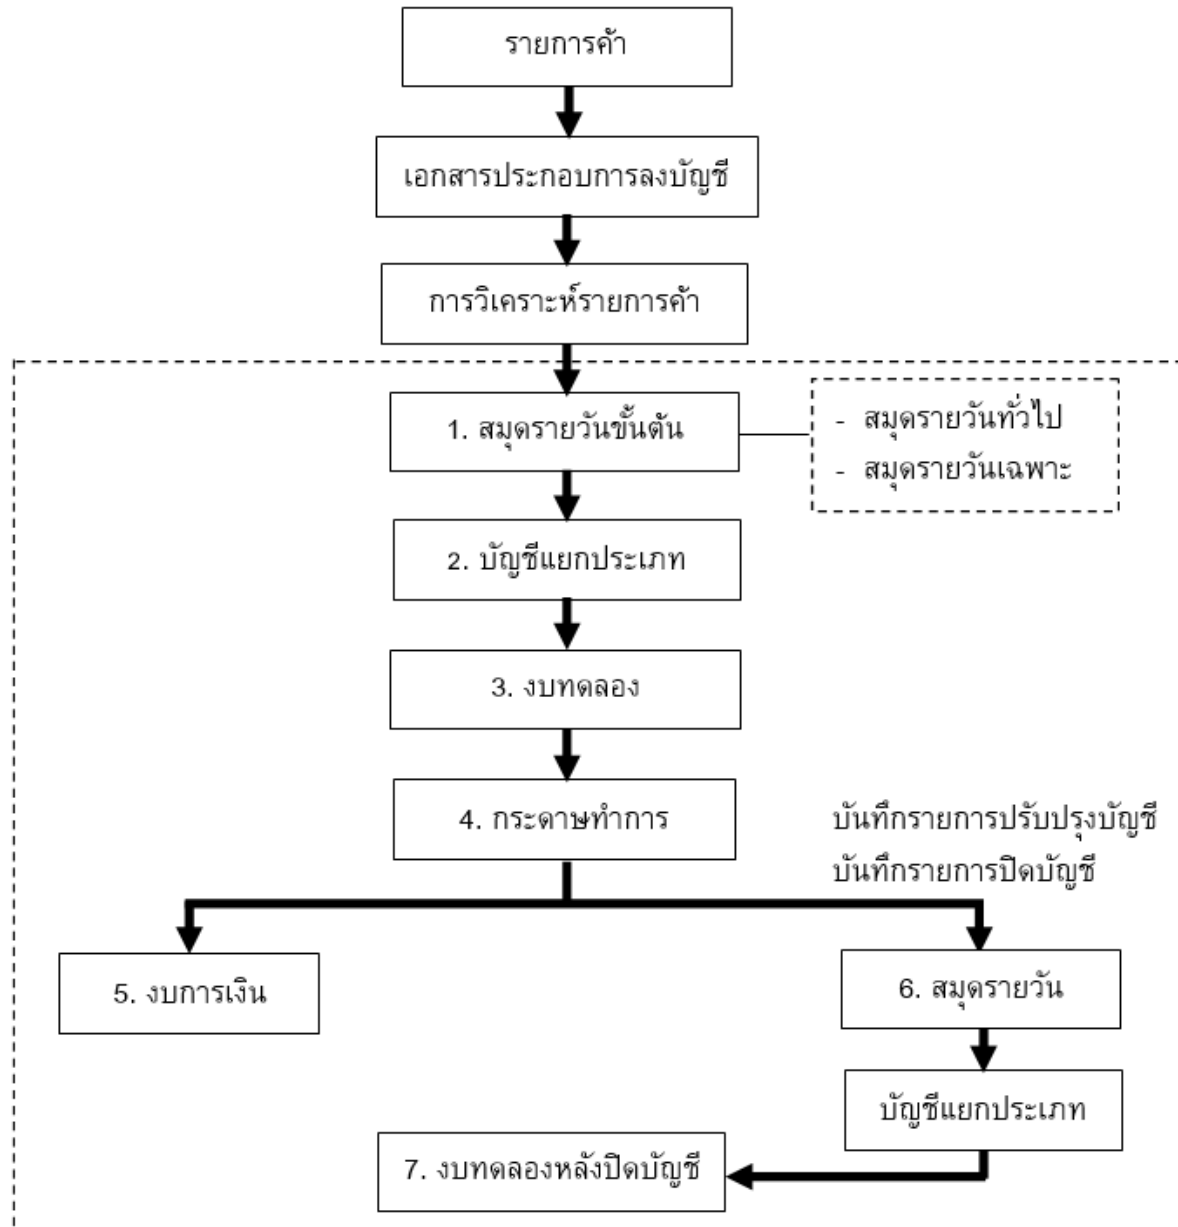 รายการค้า
เอกสารประกอบการลงบัญชี
การวิเคราะห์รายการค้า
1. สมุดรายวันขั้นต้น
- สมุดรายวันทั่วไป
- สมุดรายวันเฉพาะ
2. บัญชีแยกประเภท
3. งบทดลอง
4. กระดาษทำการ
บันทึกรายการปรับปรุงบัญชี
บันทึกรายการปิดบัญชี
5. งบการเงิน
6. สมุดรายวัน
บัญชีแยกประเภท
7. งบทดลองหลังปิดบัญชี